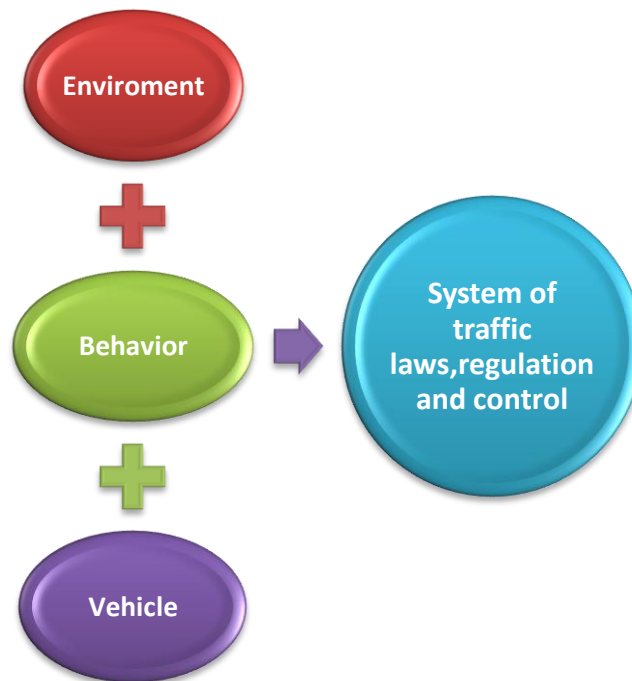 Enviroment
Behavior
Vehicle
System of
traffic
laws,regulation
and control